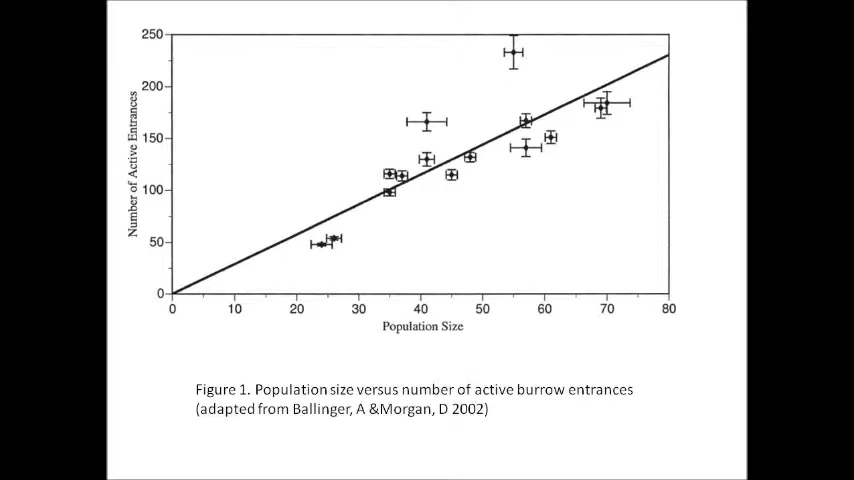 250
200
150
100
50
0
Number of Active Entrances
0 10 20 30 40 50 60 70 80
Population Size
Figure 1. Population size versus number of active burrow entrances
(adapted from Ballinger, A &Morgan, D 2002)